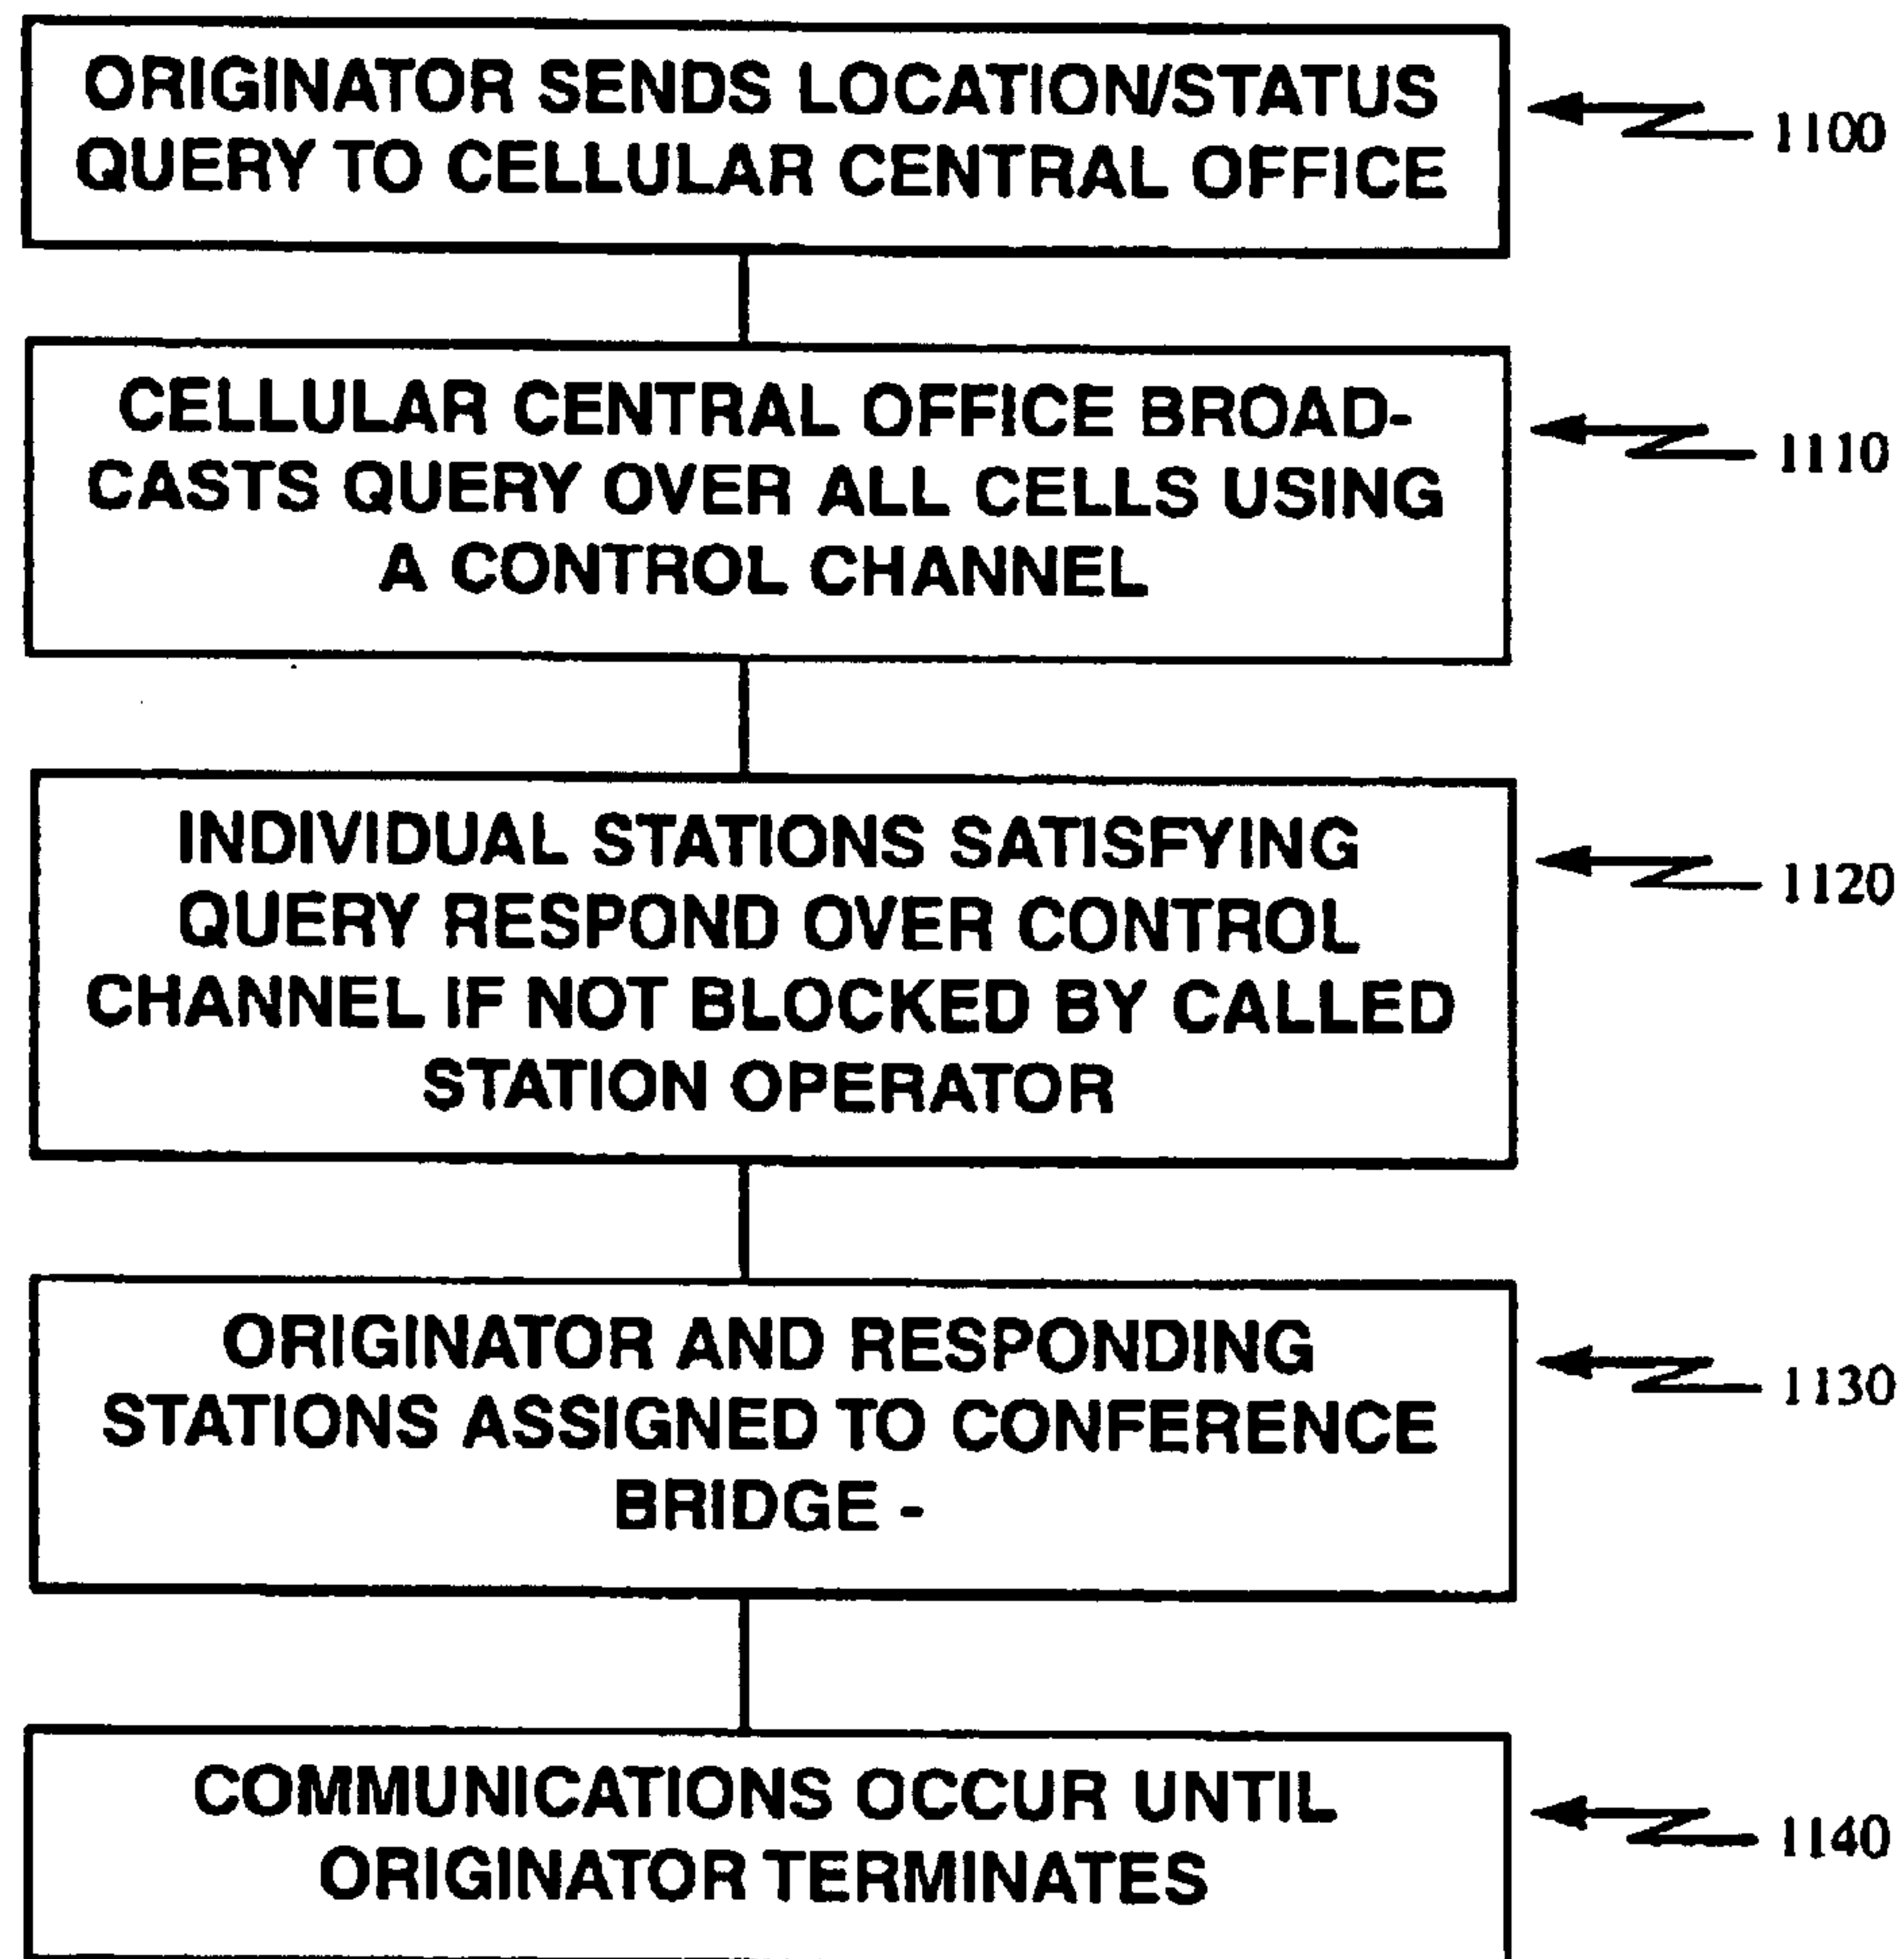 ORIGINATOR SENDS LOCATION/STATUS
QUERY TO CELLULAR CENTRAL OFFICE
1100
CELLULAR CENTRAL OFFICE BROAD-
CASTS QUERY OVER ALL CELLS USING
A CONTROL CHANNEL
1110
INDIVIDUAL STATIONS SATISFYING
QUERY RESPOND OVER CONTROL
CHANNEL IF NOT BLOCKED BY CALLED
STATION OPERATOR
1120
ORIGINATOR AND RESPONDING
STATIONS ASSIGNED TO CONFERENCE
BRIDGE -
1130
COMMUNICATIONS OCCUR UNTIL
ORIGINATOR TERMINATES
1140